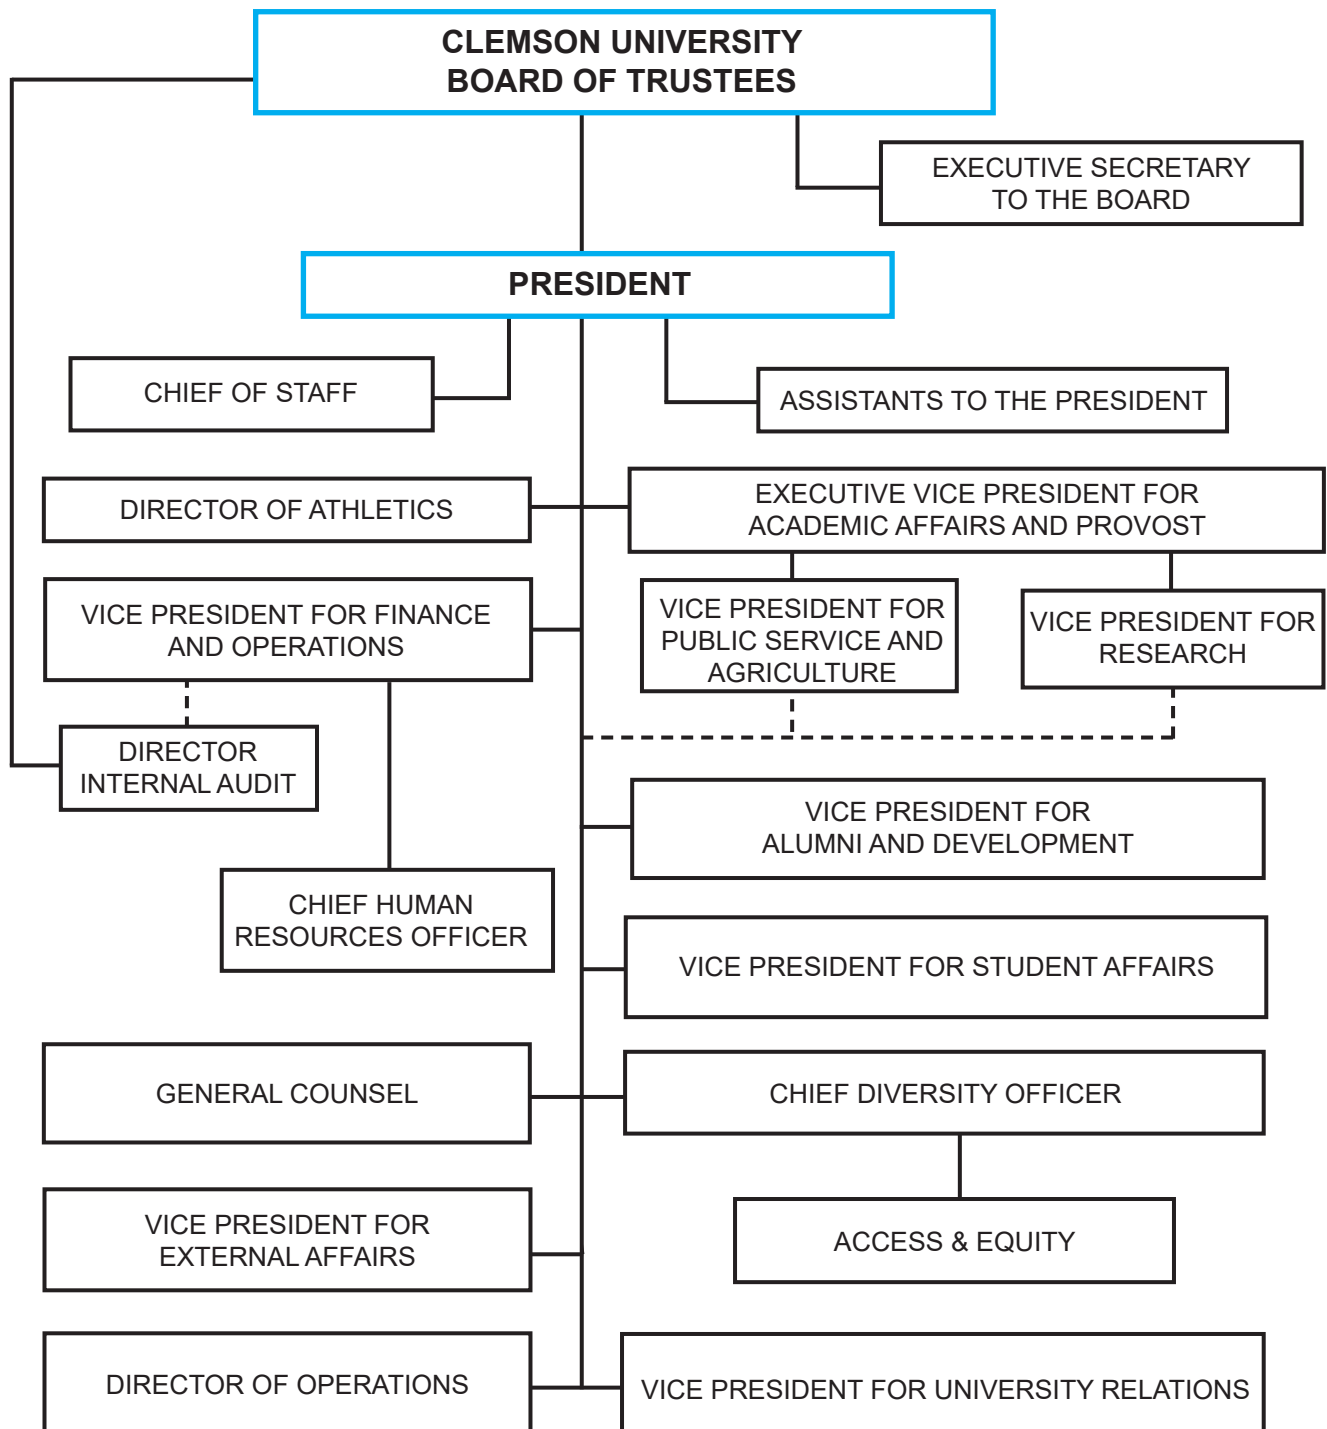 CLEMSON UNIVERSITY
BOARD OF TRUSTEES
EXECUTIVE SECRETARY
TO THE BOARD
PRESIDENT
CHIEF OF STAFF
ASSISTANTS TO THE PRESIDENT
DIRECTOR OF ATHLETICS
EXECUTIVE VICE PRESIDENT FOR
ACADEMIC AFFAIRS AND PROVOST
VICE PRESIDENT FOR FINANCE
AND OPERATIONS
VICE PRESIDENT FOR
PUBLIC SERVICE AND
AGRICULTURE
VICE PRESIDENT FOR
RESEARCH
DIRECTOR
INTERNAL AUDIT
VICE PRESIDENT FOR
ALUMNI AND DEVELOPMENT
CHIEF HUMAN
RESOURCES OFFICER
VICE PRESIDENT FOR STUDENT AFFAIRS
GENERAL COUNSEL
CHIEF DIVERSITY OFFICER
VICE PRESIDENT FOR
EXTERNAL AFFAIRS
ACCESS & EQUITY
DIRECTOR OF OPERATIONS
VICE PRESIDENT FOR UNIVERSITY RELATIONS